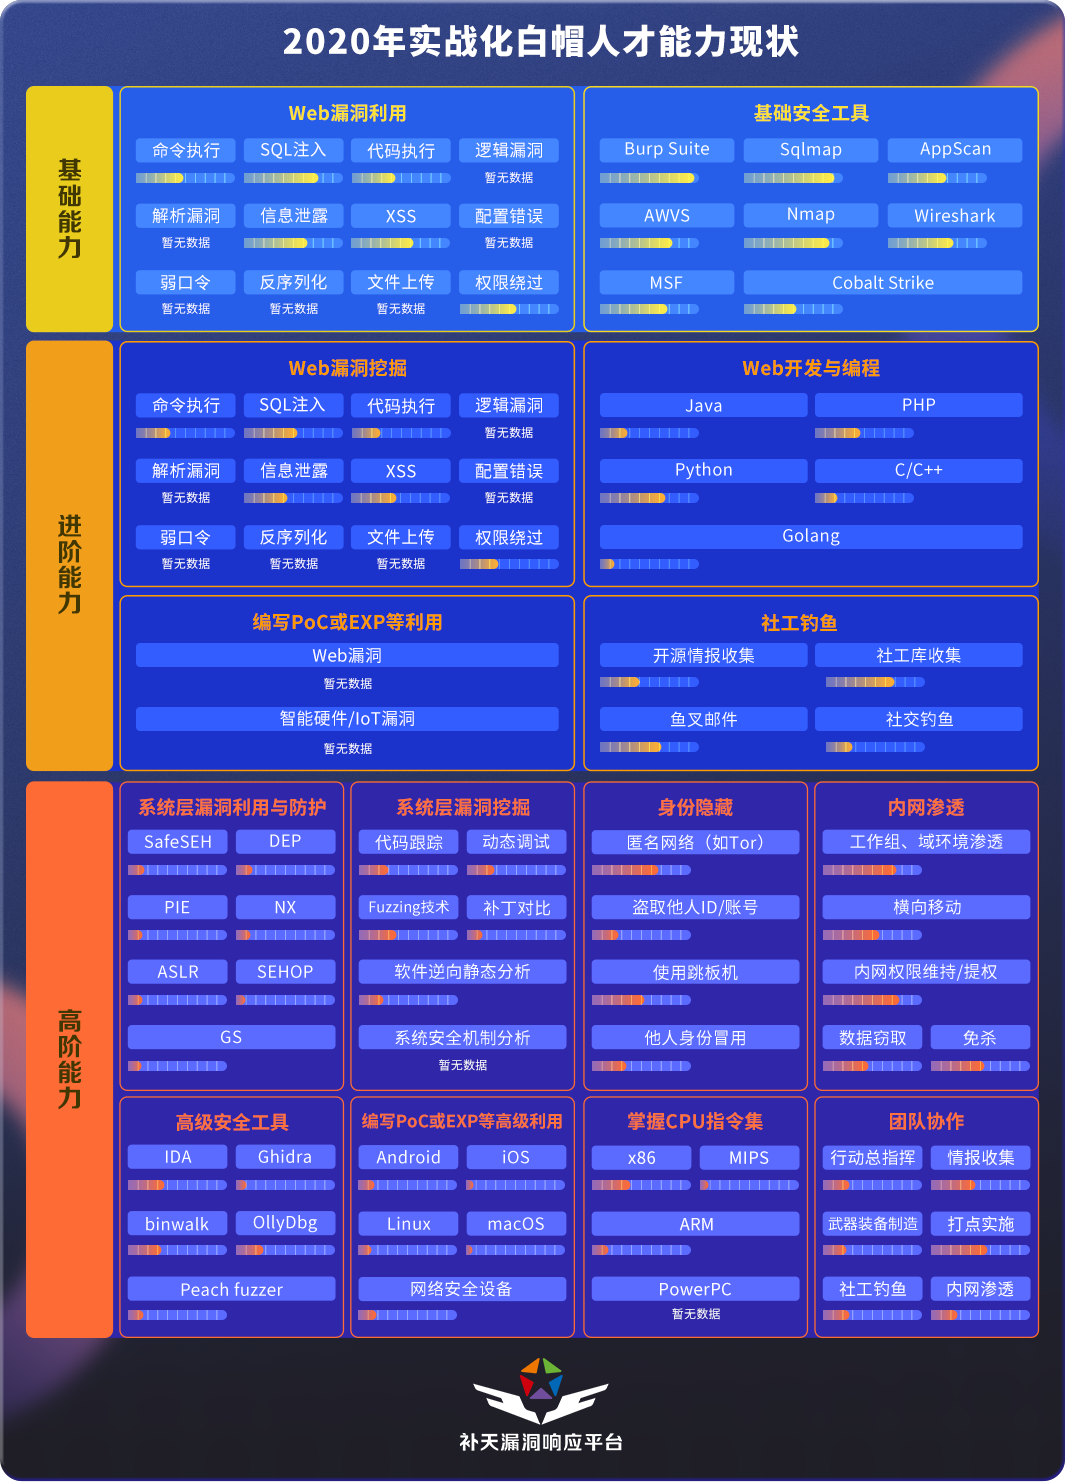 2020年实战化白帽人才能力现状
基础能力
Web漏洞利用
命令执行 SQL注入 代码执行 逻辑漏洞
暂无数据
解析漏洞 信息泄露 XSS 配置错误
暂无数据 暂无数据
弱口令 反序列化 文件上传 权限绕过
暂无数据 暂无数据 暂无数据
基础安全工具
Burp Suite Sqlmap AppScan
AWVS Nmap Wireshark
MSF Cobalt Strike
进阶能力
Web漏洞挖掘
命令执行 SQL注入 代码执行 逻辑漏洞
暂无数据
解析漏洞 信息泄露 XSS 配置错误
暂无数据 暂无数据
弱口令 反序列化 文件上传 权限绕过
暂无数据 暂无数据 暂无数据
Web开发与编程
Java PHP
Python C/C++
Golang
编写PoC或EXP等利用
Web漏洞
暂无数据
智能硬件/IoT漏洞
暂无数据
社工钓鱼
开源情报收集 社工库收集
鱼叉邮件 社交钓鱼
高阶能力
系统层漏洞利用与防护
SafeSEH DEP
PIE NX
ASLR SEHOP
GS
系统层漏洞挖掘
代码跟踪 动态调试
Fuzzing技术 补丁对比
软件逆向静态分析
系统安全机制分析
暂无数据
身份隐藏
匿名网络（如Tor）
盗取他人ID/账号
使用跳板机
他人身份冒用
内网渗透
工作组、域环境渗透
横向移动
内网权限维持/提权
数据窃取 免杀
高级安全工具
IDA Ghidra
binwalk OllyDbg
Peach fuzzer
编写PoC或EXP等高级利用
Android iOS
Linux macOS
网络安全设备
掌握CPU指令集
x86 MIPS
ARM
PowerPC
暂无数据
团队协作
行动总指挥 情报收集
武器装备制造 打点实施
社工钓鱼 内网渗透
补天漏洞响应平台